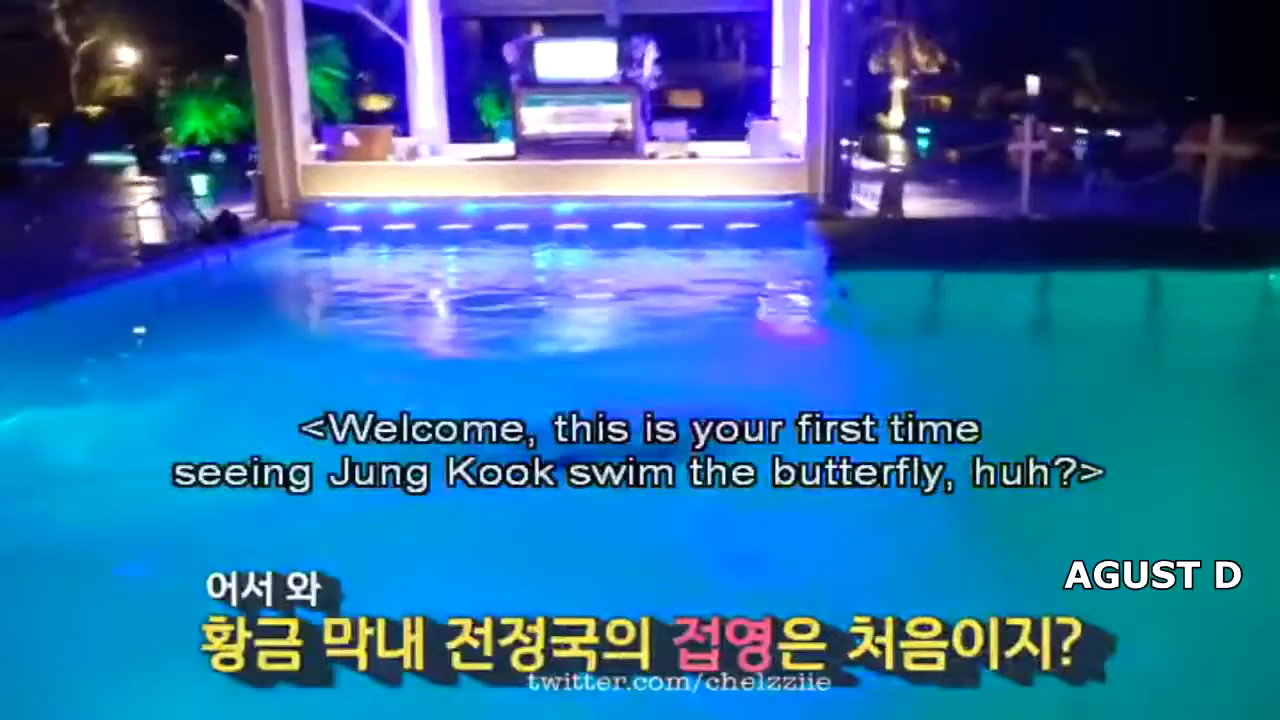 <Welcome, this is your first time
seeing Jung Kook swim the butterfly, huh?>
AGUST D
어서 와
황금 막내 전정국의 접영은 처음이지?
twitter.com/chelzziie